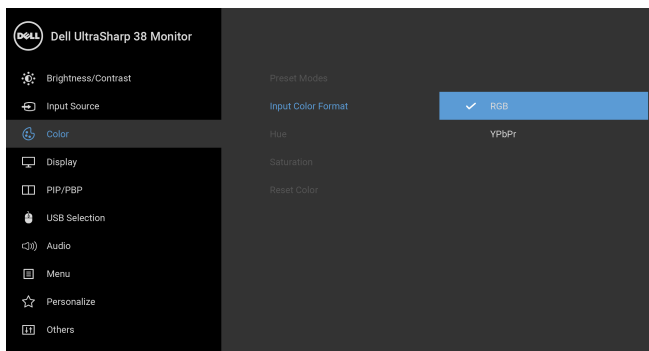 DELL Dell UltraSharp 38 Monitor
Brightness/Contrast
Input Source
Color
Display
PIP/PBP
USB Selection
Audio
Menu
Personalize
Others
Preset Modes
Input Color Format
Hue
Saturation
Reset Color
RGB
YPbPr